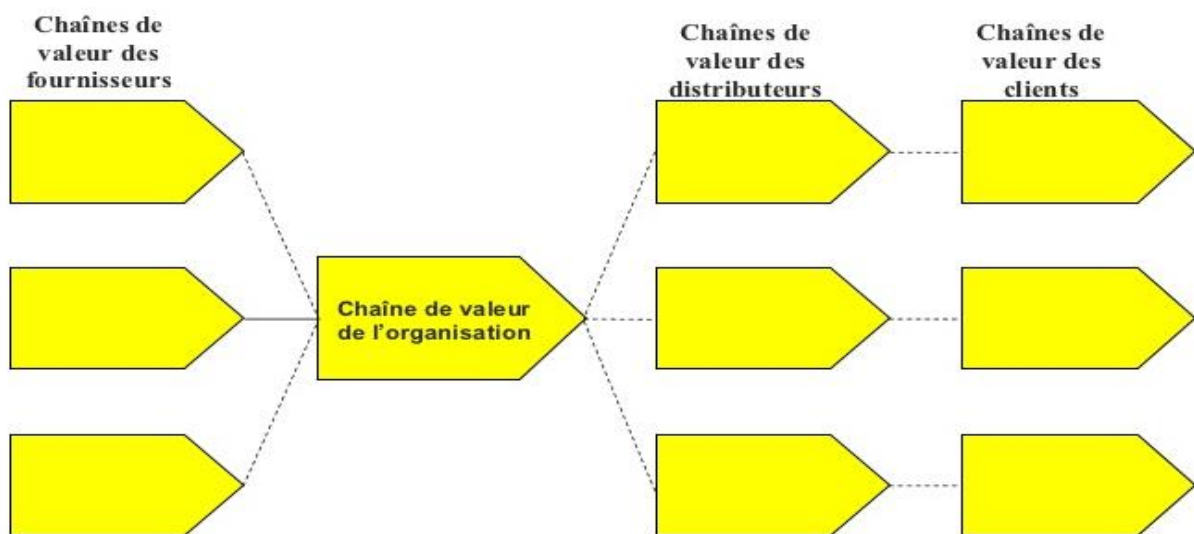 Chaînes de
valeur des
fournisseurs
Chaînes de
valeur des
distributeurs
Chaînes de
valeur des
clients
Chaîne de valeur
de l'organisation